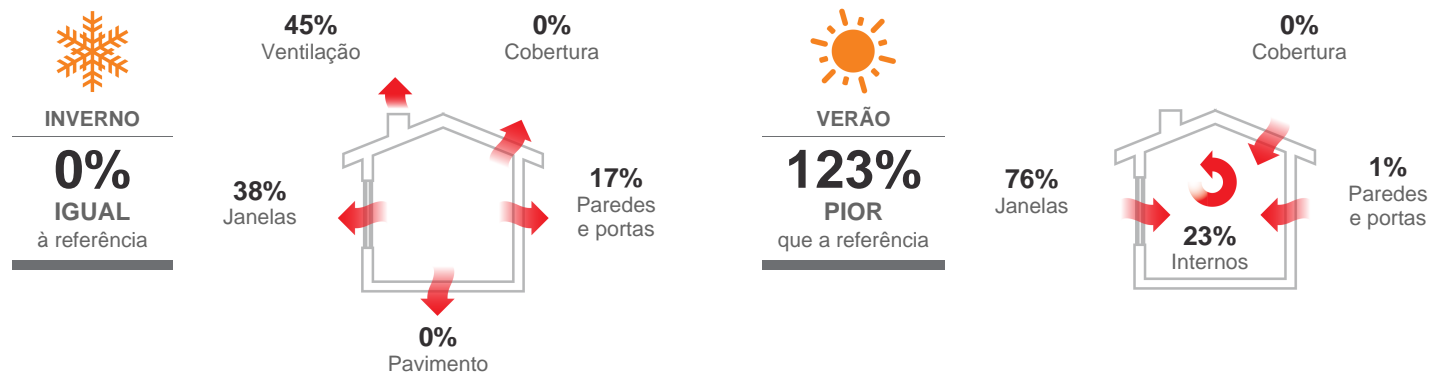 INVERNO
0%
IGUAL
à referência
45%
Ventilação
0%
Cobertura
38%
Janelas
17%
Paredes
e portas
0%
Pavimento
VERÃO
123%
PIOR
que a referência
0%
Cobertura
76%
Janelas
1%
Paredes
e portas
23%
Internos